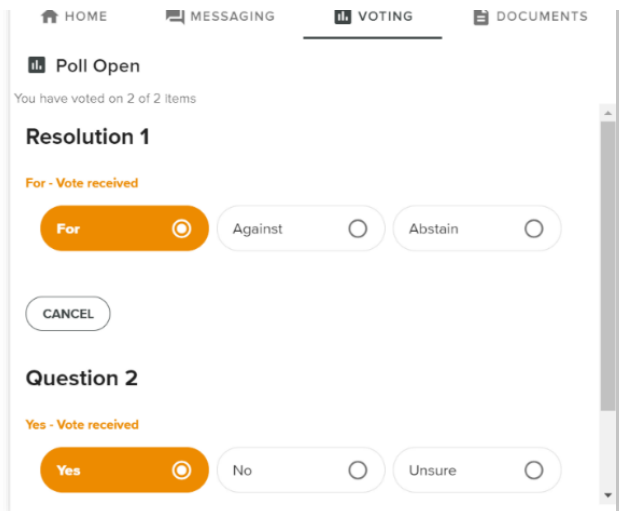 HOME MESSAGING VOTING DOCUMENTS
Poll Open
You have voted on 2 of 2 items
Resolution 1
For - Vote received
For Against Abstain
CANCEL
Question 2
Yes - Vote received
Yes No Unsure